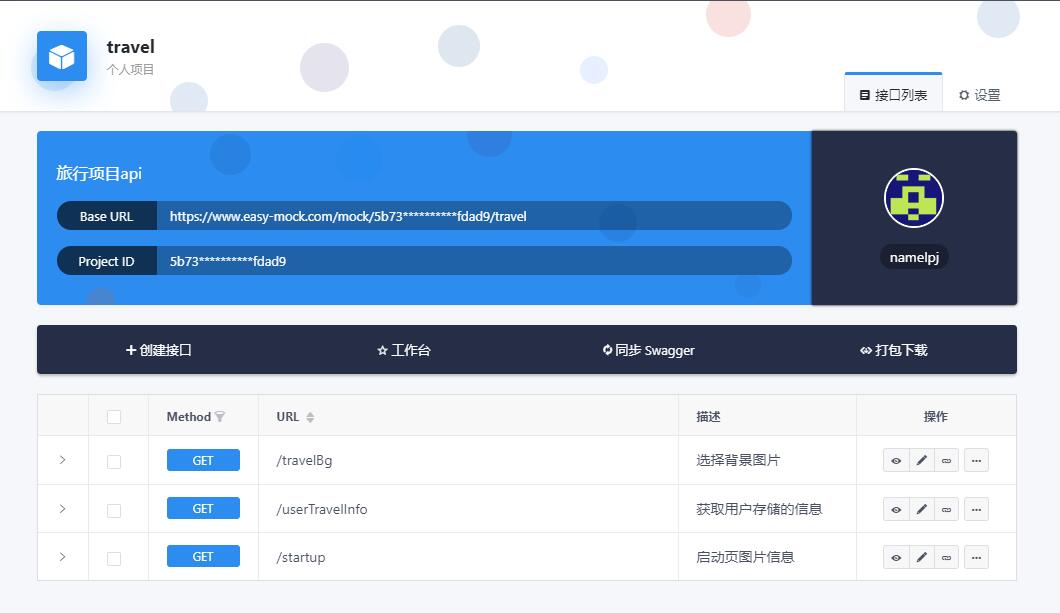 travel
个人项目
接口列表 设置
旅行项目api
Base URL https://www.easy-mock.com/mock/5b73**********fdad9/travel
Project ID 5b73**********fdad9
namelpj
创建接口 工作台 同步 Swagger 打包下载
Method URL 描述 操作
GET /travelBg 选择背景图片
GET /userTravelInfo 获取用户存储的信息
GET /startup 启动页图片信息